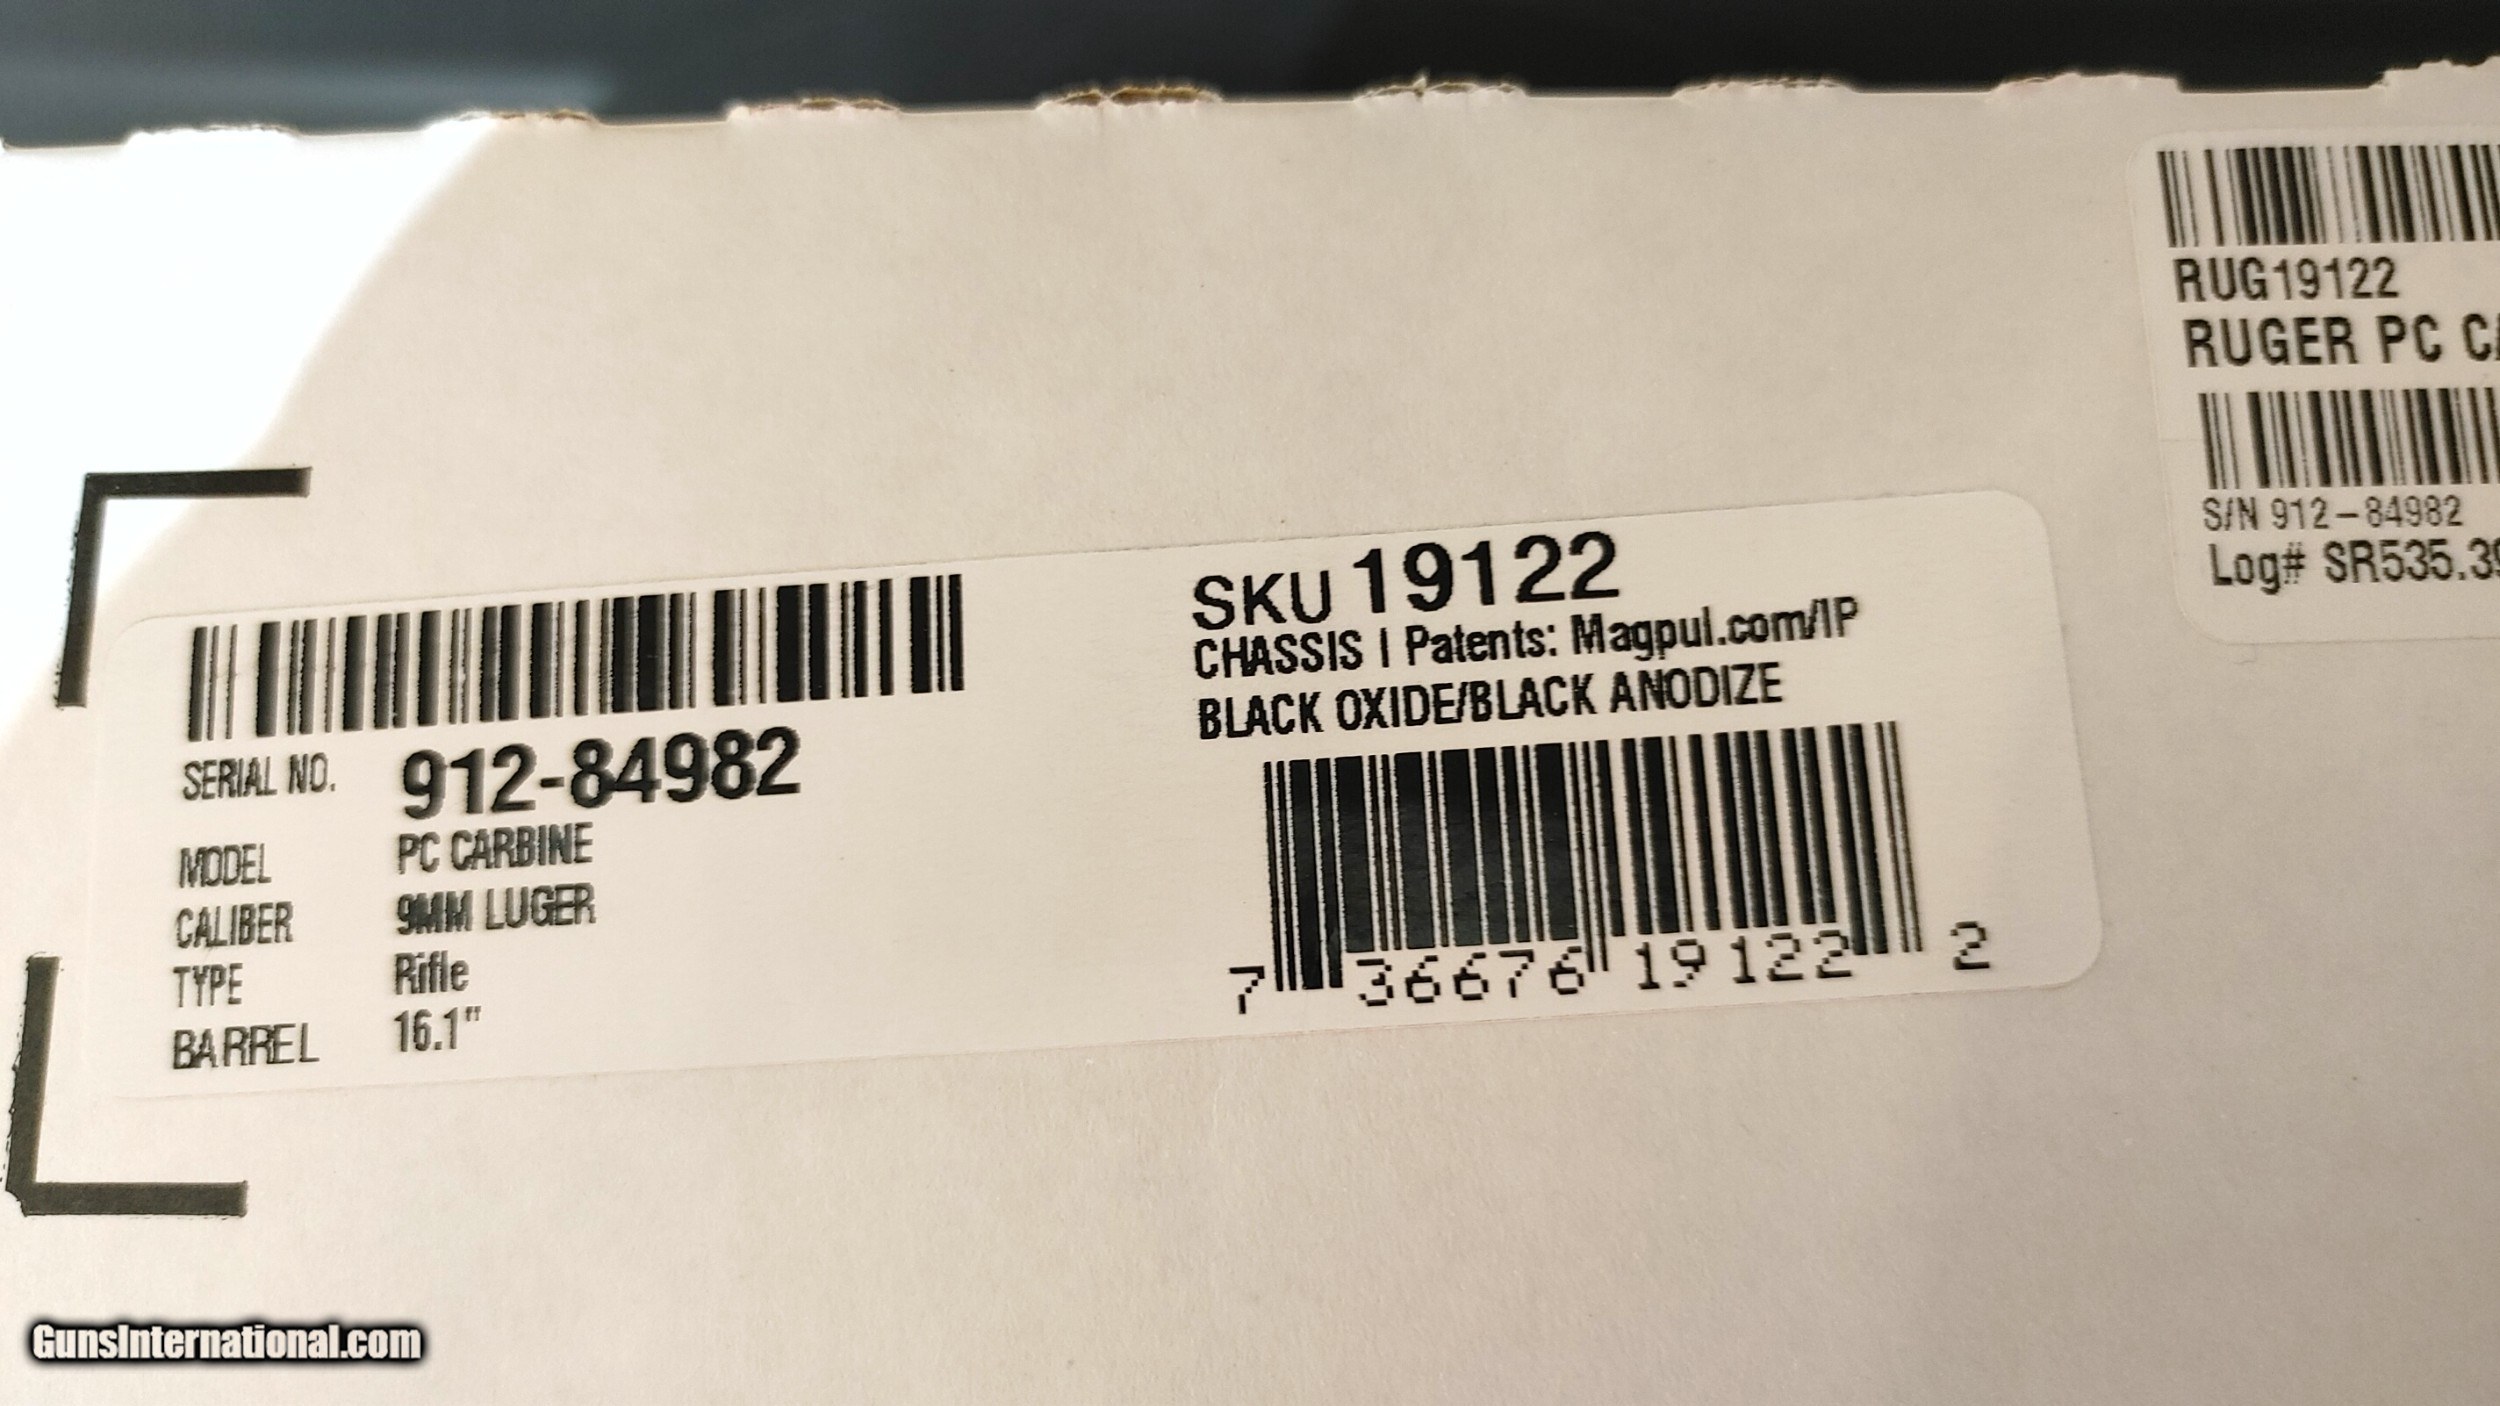 SERIAL NO. 912-84982
MODEL PC CARBINE
CALIBER 9MM LUGER
TYPE Rifle
BARREL 16.1"
SKU 19122
CHASSIS | Patents: Magpul.com/IP
BLACK OXIDE/BLACK ANODIZE
7 36676 19122 2
RUG19122
RUGER PC
S/N 912-84982
Log# SR535.39
GunsInternational.com